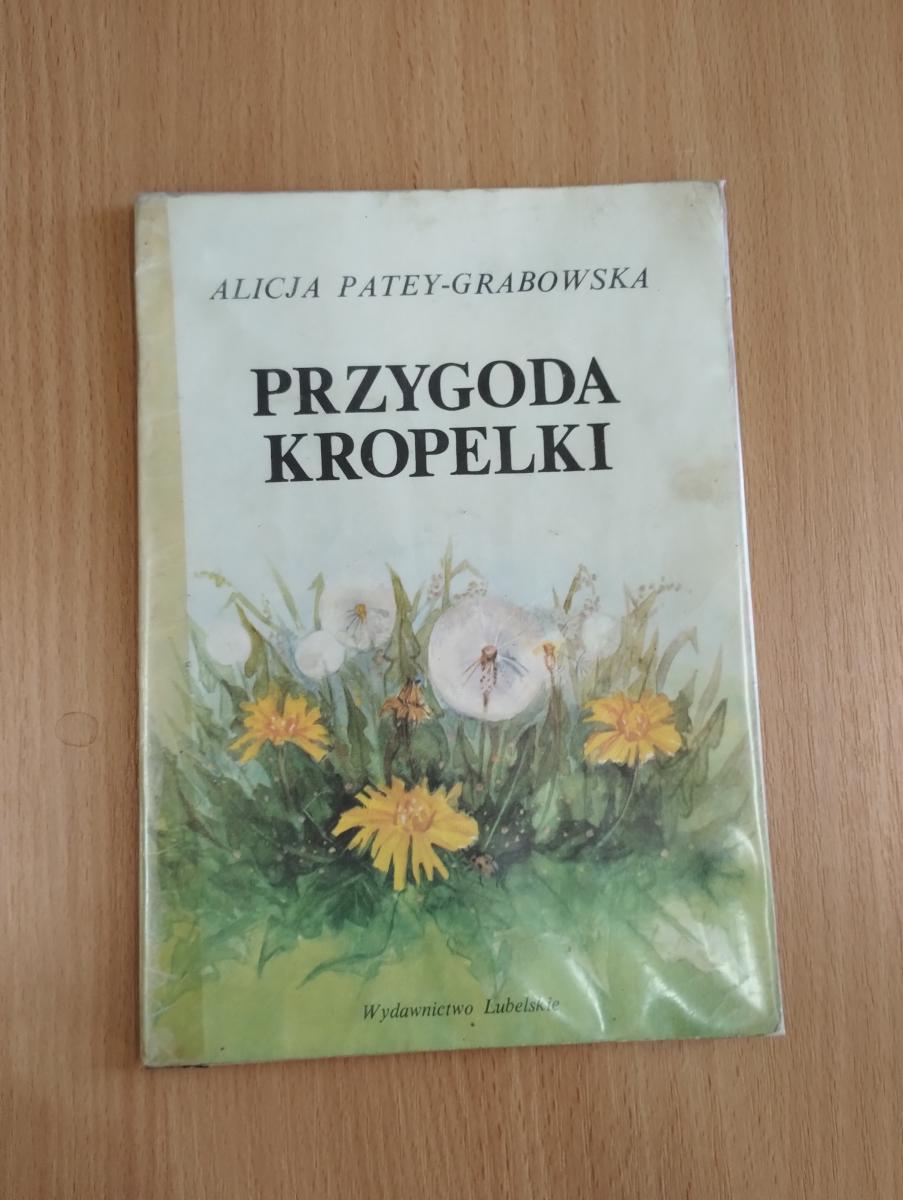 ALICJA PATEY-GRABOWSKA
PRZYGODA
KROPELKI
Wydawnictwo Lubelskie